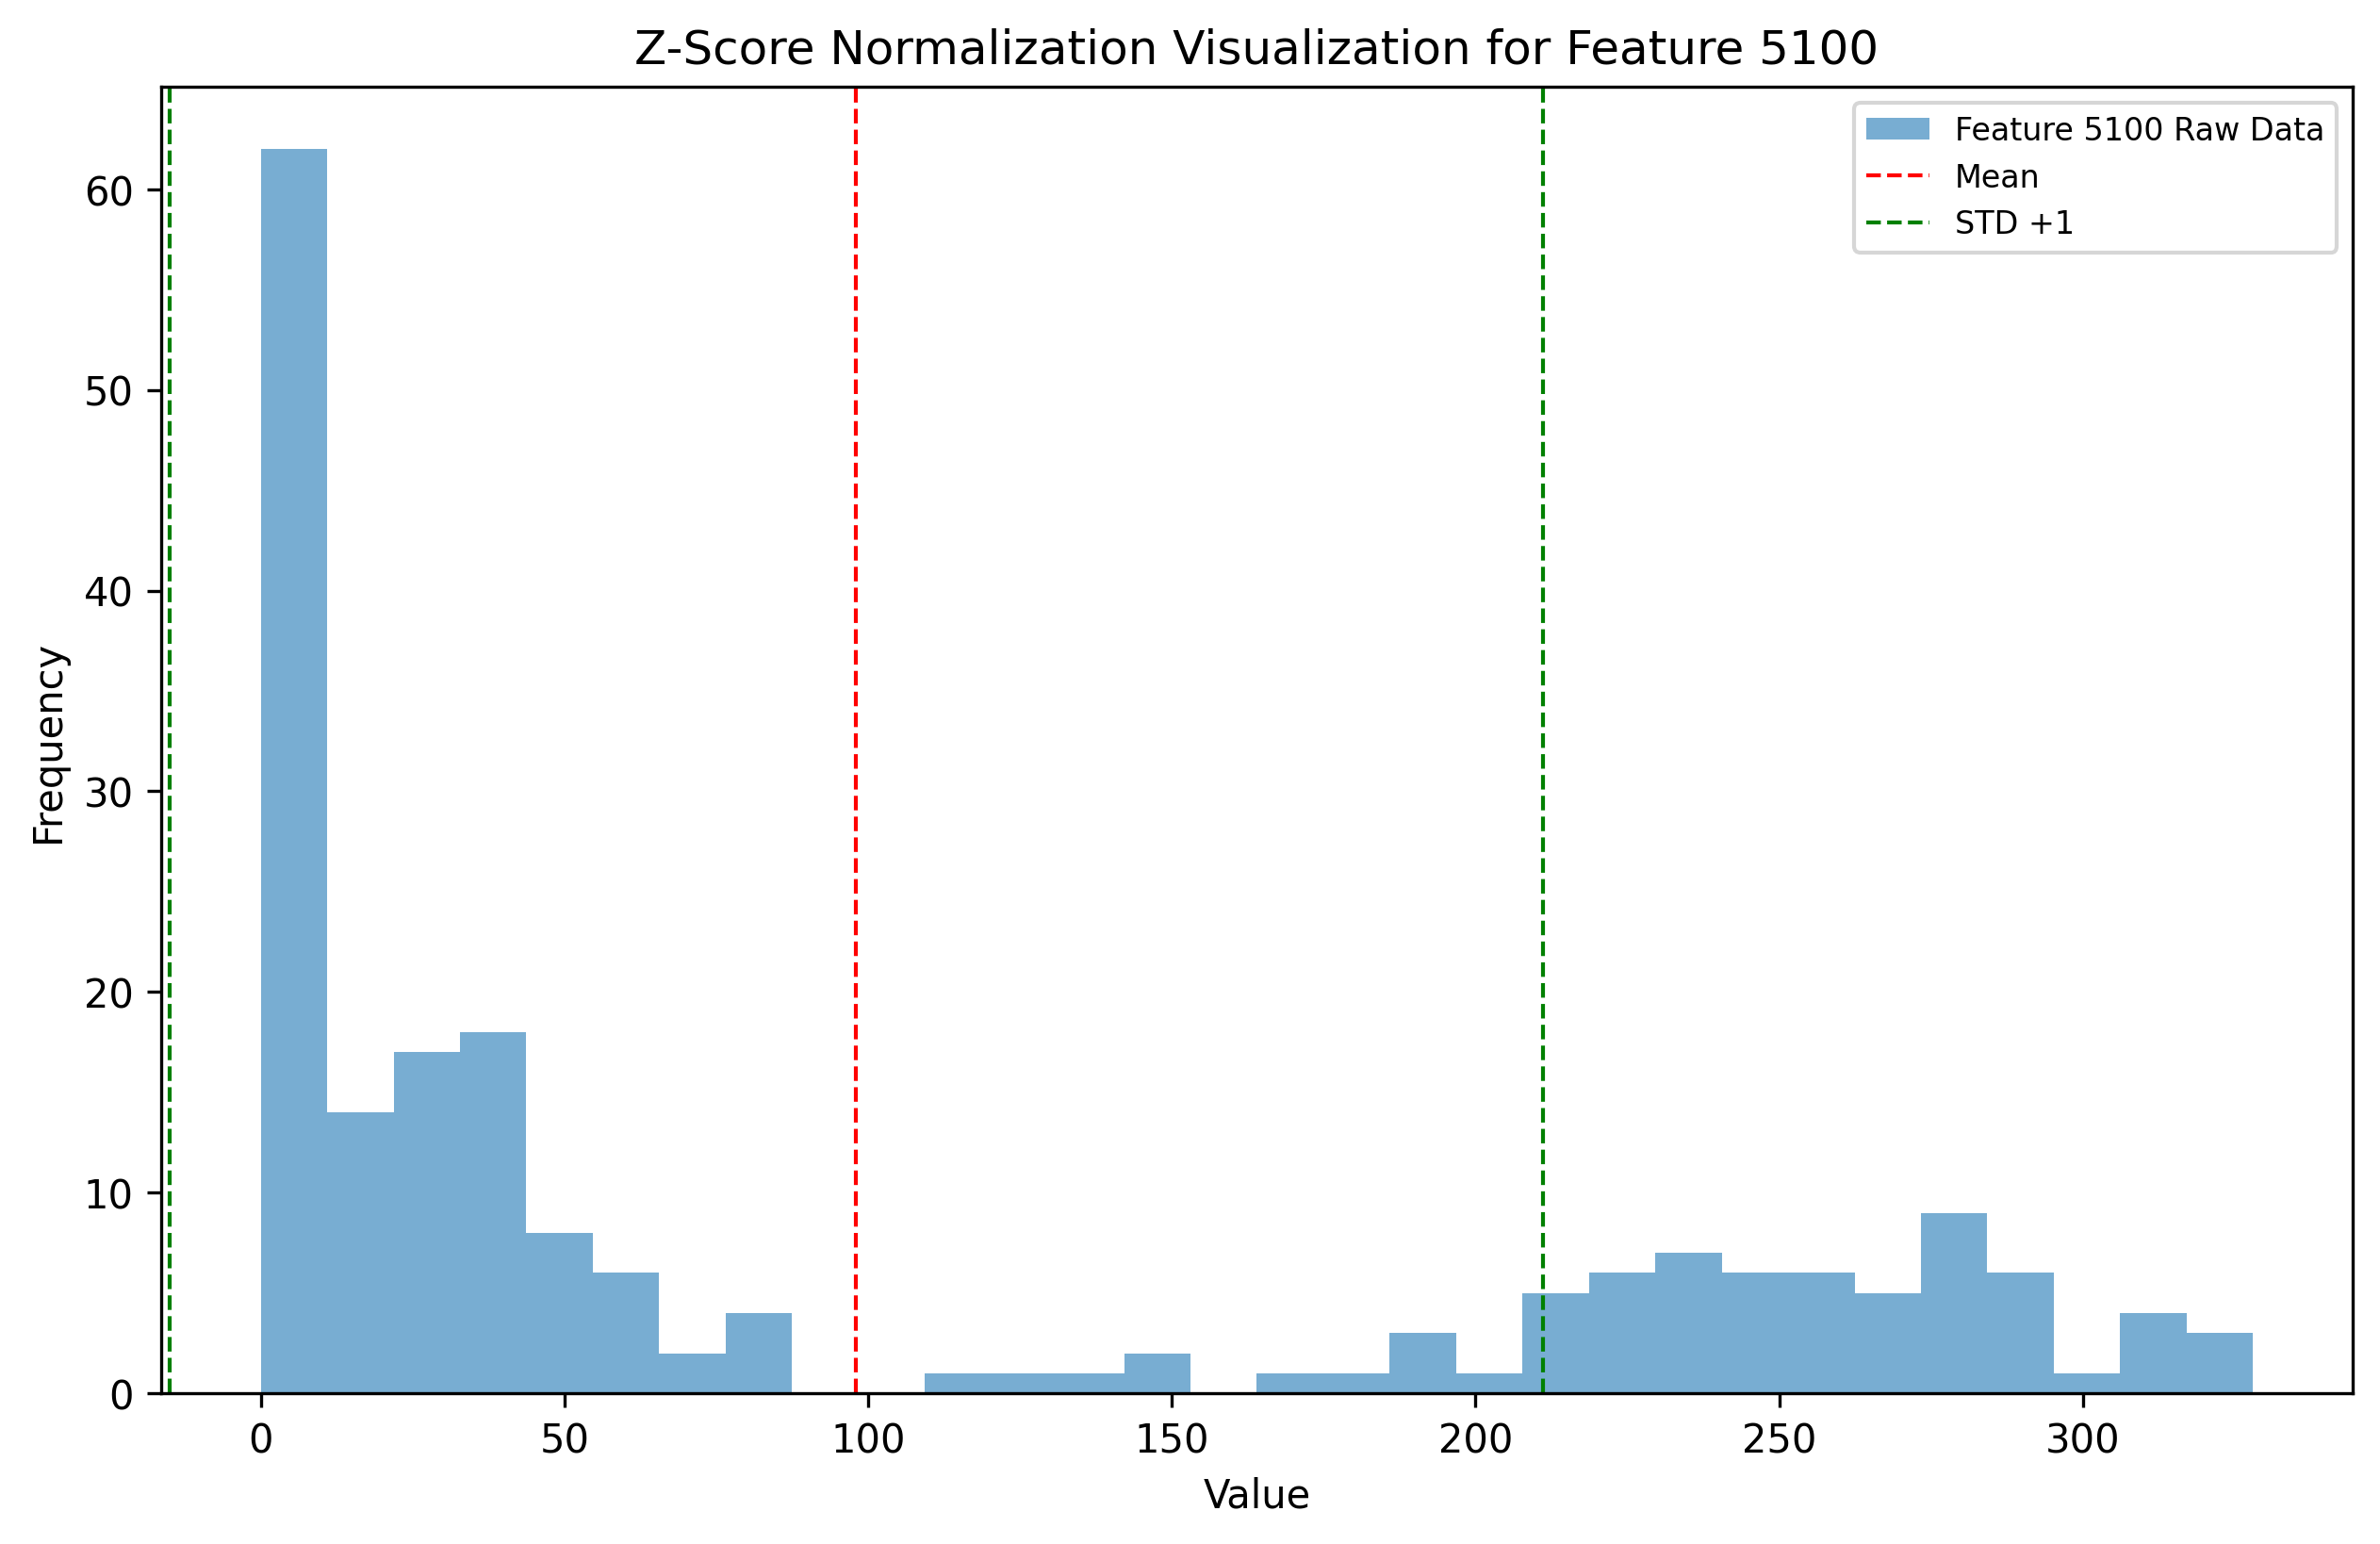 Z-Score Normalization Visualization for Feature 5100
Feature 5100 Raw Data
Mean
STD +1
Frequency
60
50
40
30
20
10
0
0 50 100 150 200 250 300
Value